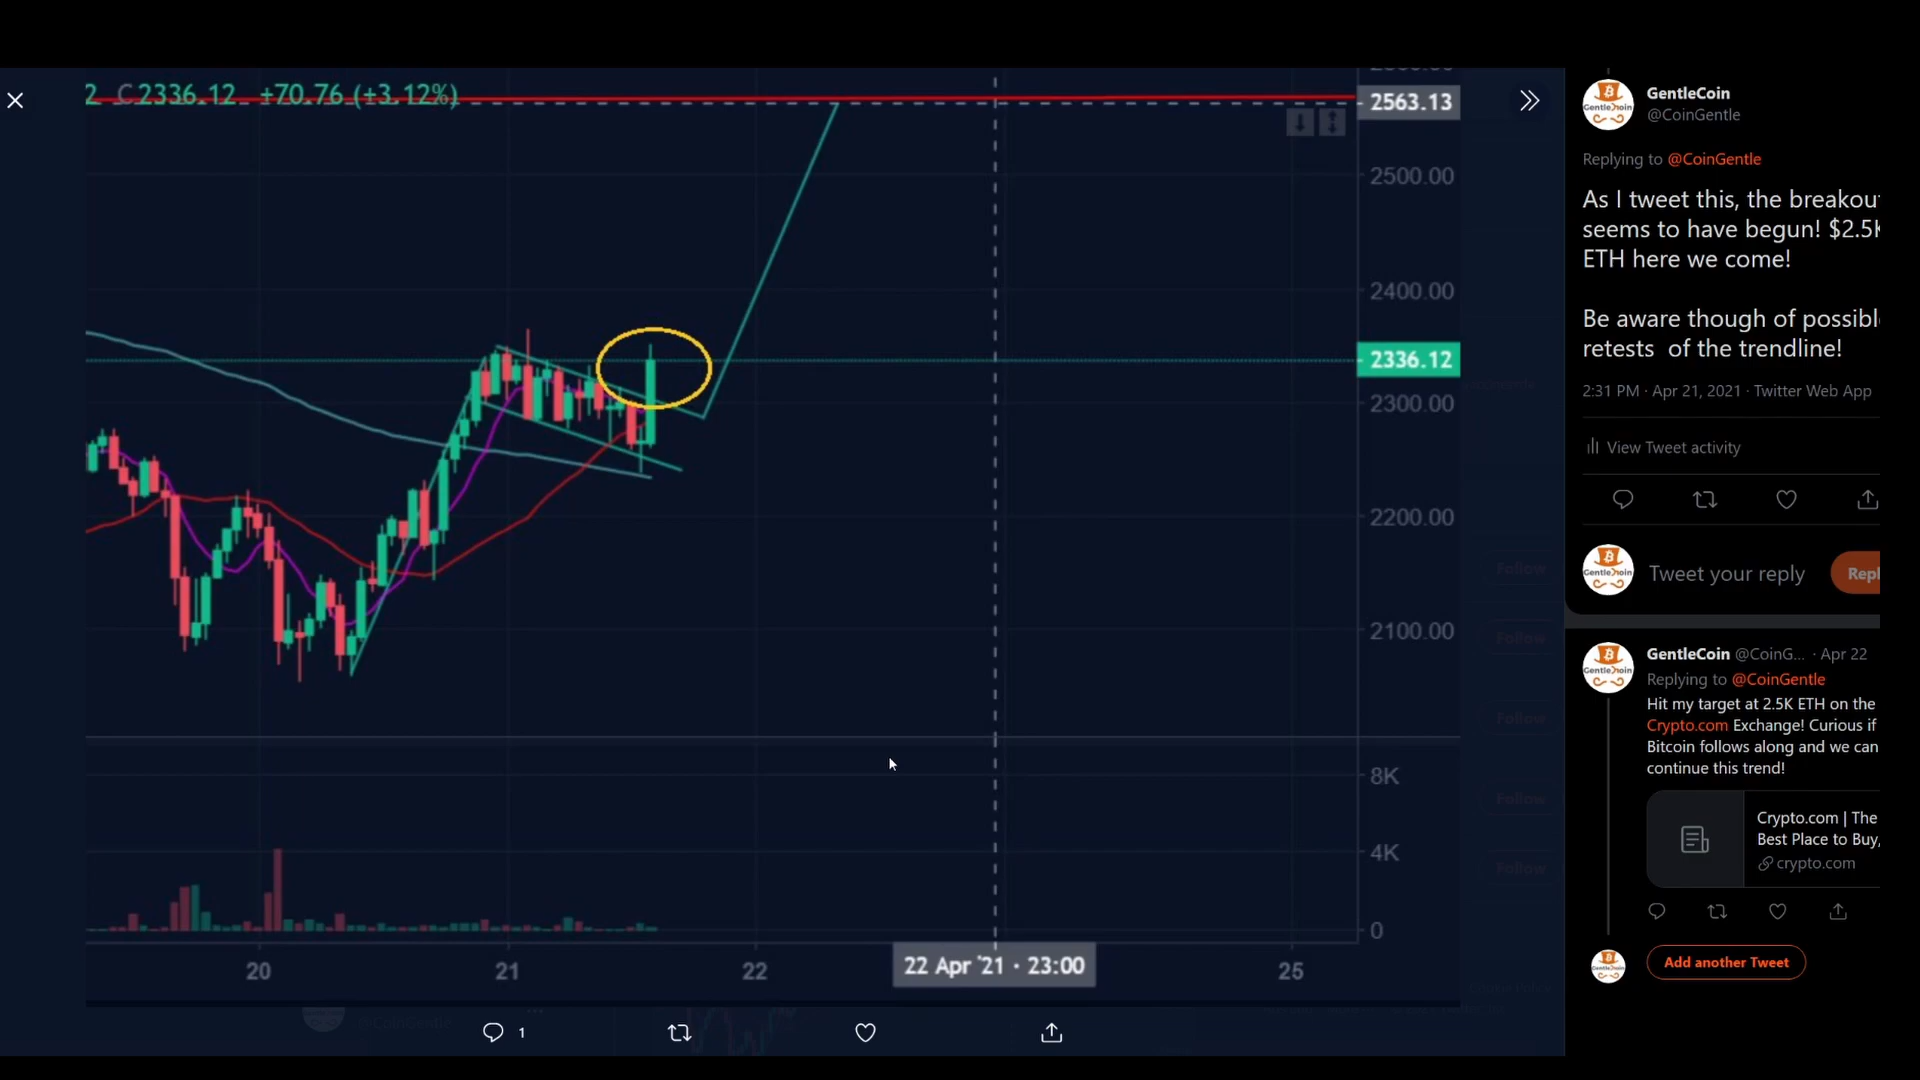 2 C2336.12 +70.76 (+3.12%)
2563.13
2500.00
2400.00
2336.12
2300.00
2200.00
2100.00
8K
4K
0
20
21
22
22 Apr '21 · 23:00
25
1
GentleCoin
@CoinGentle
Replying to @CoinGentle
As I tweet this, the breakou
seems to have begun! $2.5K
ETH here we come!
Be aware though of possibl
retests of the trendline!
2:31 PM · Apr 21, 2021 · Twitter Web App
View Tweet activity
Tweet your reply
Repl
GentleCoin @CoinG... · Apr 22
Replying to @CoinGentle
Hit my target at 2.5K ETH on the
Crypto.com Exchange! Curious if
Bitcoin follows along and we can
continue this trend!
Crypto.com | The
Best Place to Buy,
crypto.com
Add another Tweet
Follow
Follow
Follow
Follow
Follow